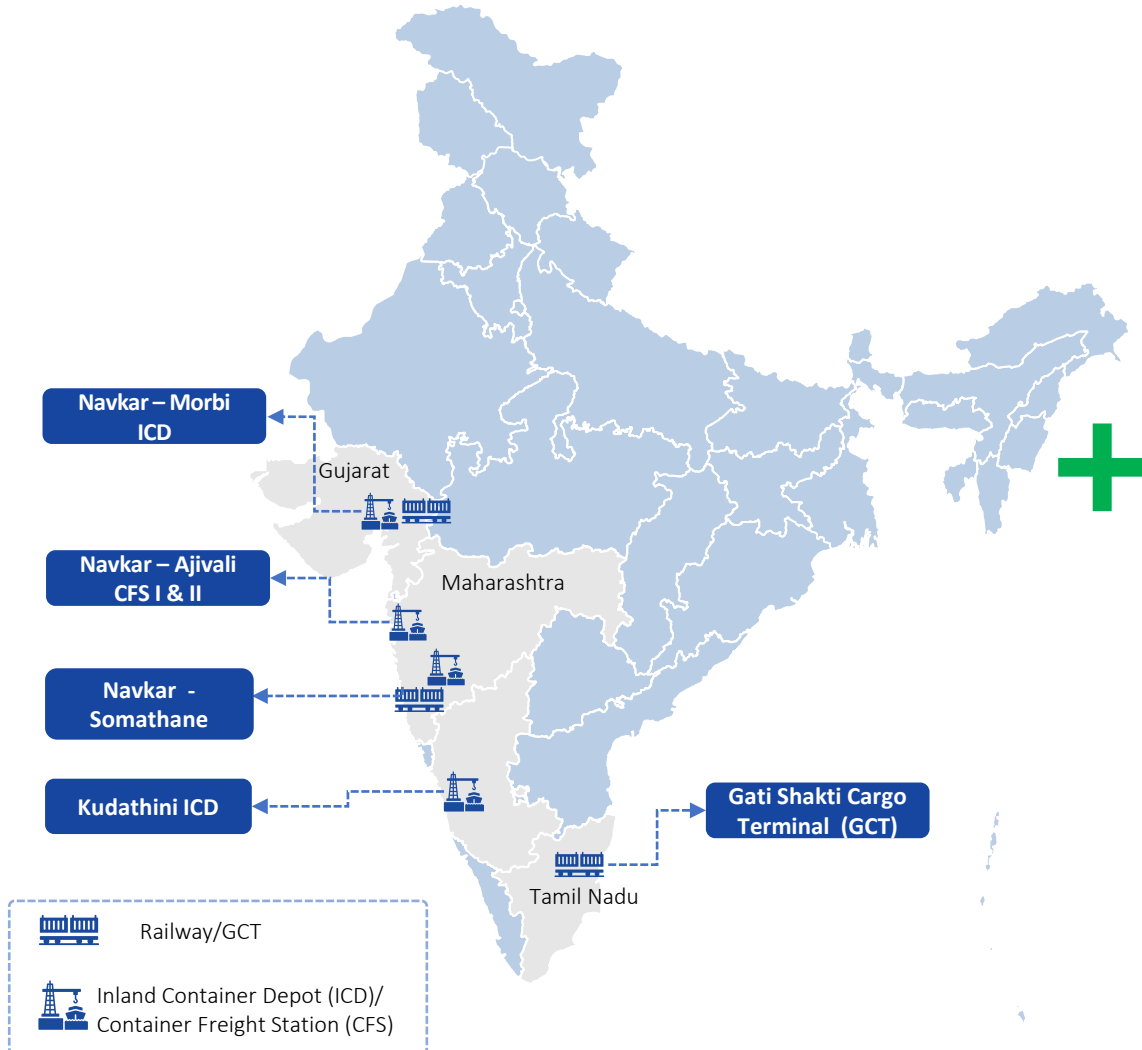 Navkar – Morbi
ICD
Gujarat
Navkar – Ajivali
CFS I & II
Maharashtra
Navkar -
Somathane
Kudathini ICD
Gati Shakti Cargo
Terminal (GCT)
Tamil Nadu
Railway/GCT
Inland Container Depot (ICD)/
Container Freight Station (CFS)